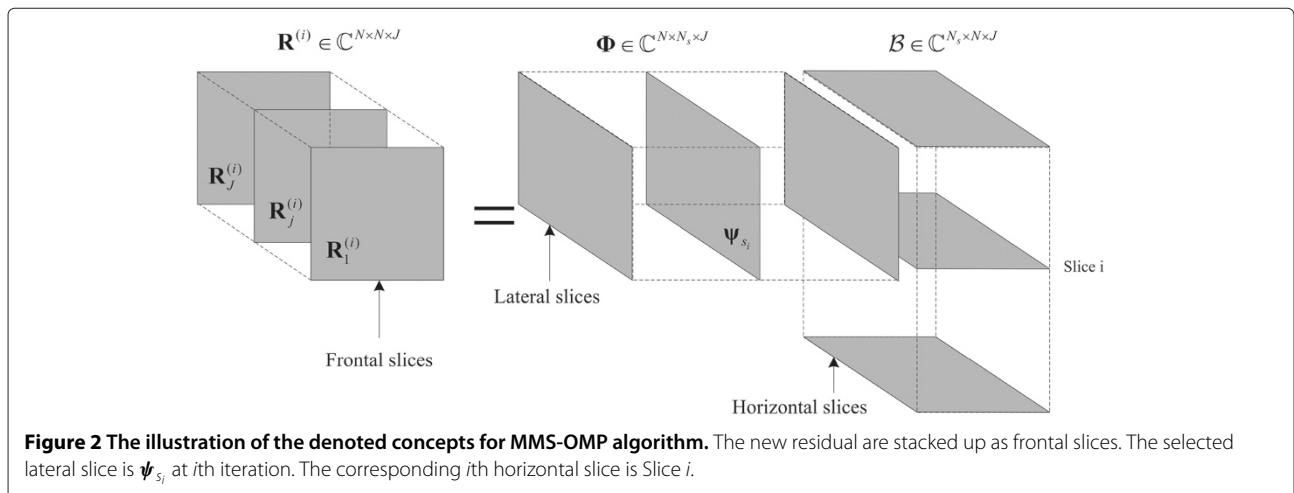 R^(i) ∈ ℂ^{N×N×J}
Φ ∈ ℂ^{N×N_s×J}
ℬ ∈ ℂ^{N_s×N×J}
R_J^(i)
R_j^(i)
R_1^(i)
=
ψ_{s_i}
Slice i
Lateral slices
Frontal slices
Horizontal slices
Figure 2 The illustration of the denoted concepts for MMS-OMP algorithm. The new residual are stacked up as frontal slices. The selected
lateral slice is ψ_{s_i} at ith iteration. The corresponding ith horizontal slice is Slice i.